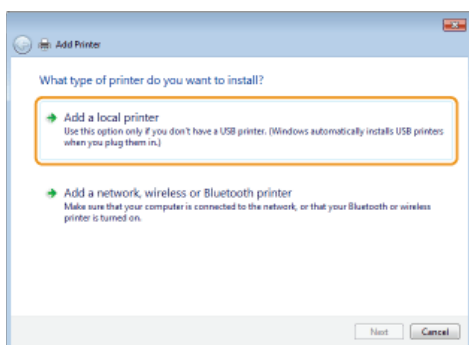 Add Printer
What type of printer do you want to install?
Add a local printer
Use this option only if you don't have a USB printer. (Windows automatically installs USB printers
when you plug them in.)
Add a network, wireless or Bluetooth printer
Make sure that your computer is connected to the network, or that your Bluetooth or wireless
printer is turned on.
Next Cancel